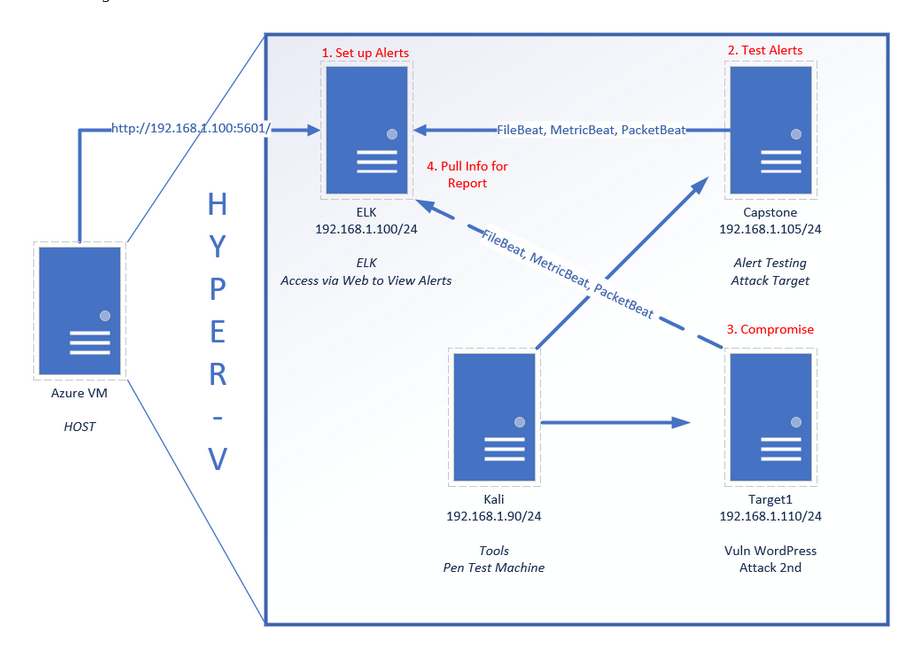 1. Set up Alerts
2. Test Alerts
http://192.168.1.100:5601/
FileBeat, MetricBeat, PacketBeat
4. Pull Info for
Report
H
Y
P
E
R
-
V
ELK
192.168.1.100/24
ELK
Access via Web to View Alerts
Capstone
192.168.1.105/24
Alert Testing
Attack Target
FileBeat, MetricBeat, PacketBeat
3. Compromise
Azure VM
HOST
Kali
192.168.1.90/24
Tools
Pen Test Machine
Target1
192.168.1.110/24
Vuln WordPress
Attack 2nd